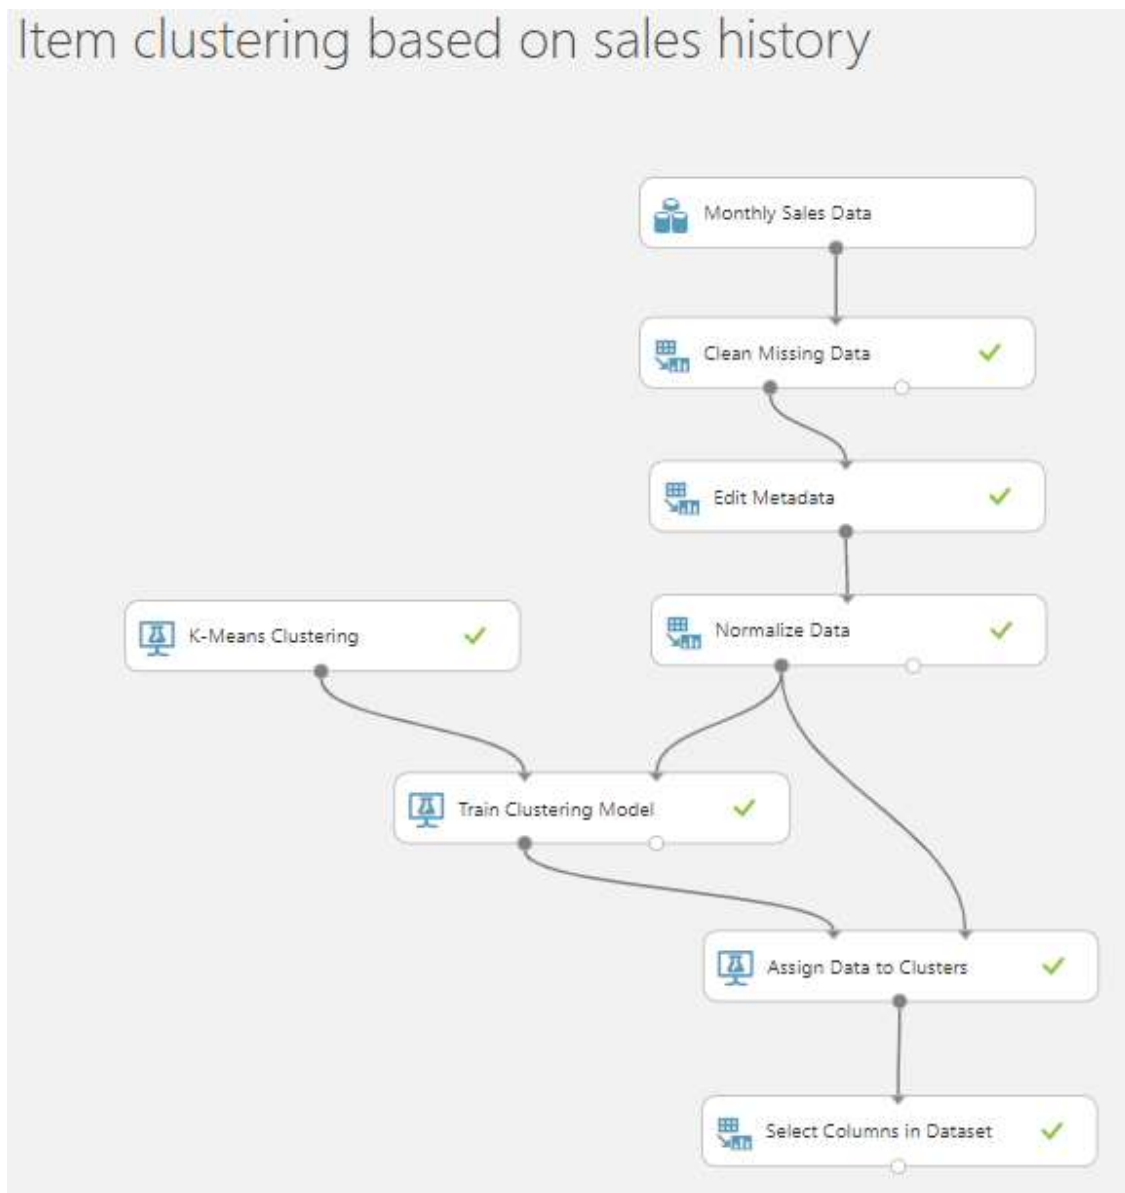 Item clustering based on sales history
Monthly Sales Data
Clean Missing Data
Edit Metadata
K-Means Clustering
Normalize Data
Train Clustering Model
Assign Data to Clusters
Select Columns in Dataset